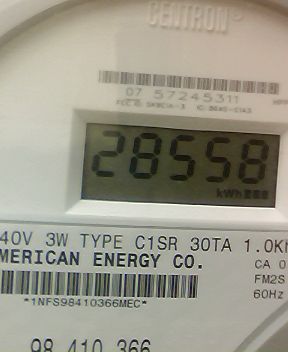 CENTRON®
07 57245311
28558
kWh
40V 3W TYPE C1SR 30TA 1.0K
MERICAN ENERGY CO.
CA 0
FM2S
60Hz
*1NFS98410366MEC*
98 410 366